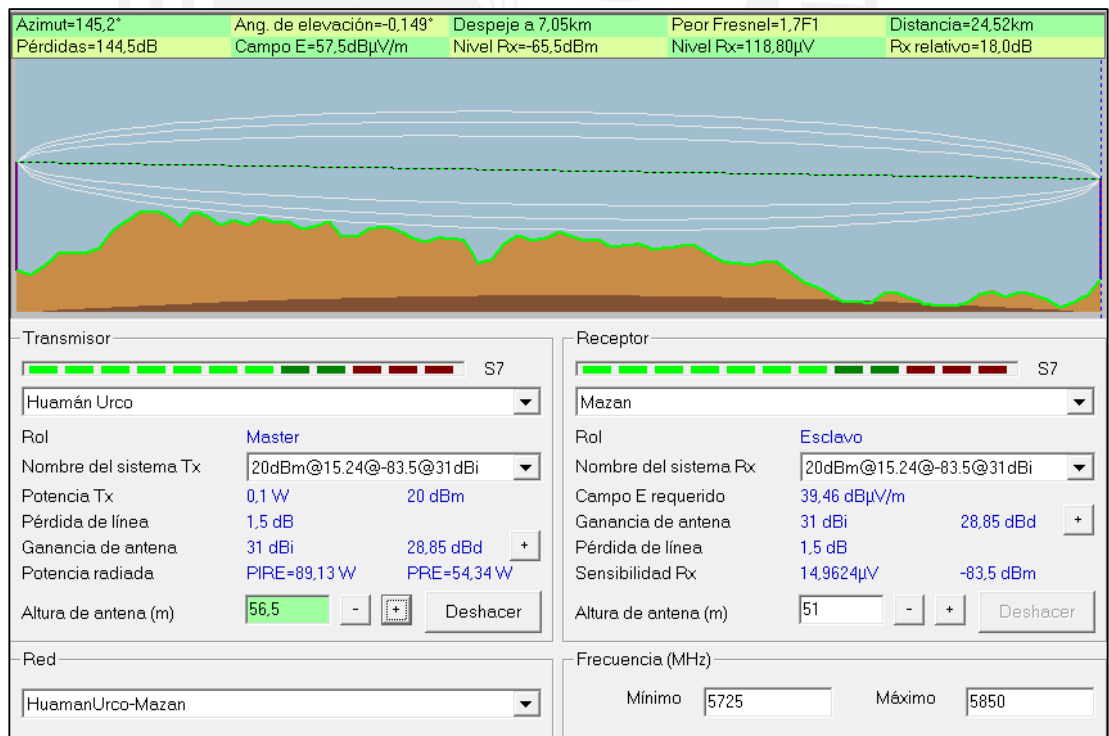 Azimut=145,2° Ang. de elevación=-0,149° Despeje a 7,05km Peor Fresnel=1,7F1 Distancia=24,52km
Pérdidas=144,5dB Campo E=57,5dBµV/m Nivel Rx=-65,5dBm Nivel Rx=118,80µV Rx relativo=18,0dB
Transmisor
S7
Huamán Urco
Rol Master
Nombre del sistema Tx 20dBm@15.24@-83.5@31dBi
Potencia Tx 0,1 W 20 dBm
Pérdida de línea 1,5 dB
Ganancia de antena 31 dBi 28,85 dBd +
Potencia radiada PIRE=89,13 W PRE=54,34 W
Altura de antena (m) 56,5 - + Deshacer
Receptor
S7
Mazan
Rol Esclavo
Nombre del sistema Rx 20dBm@15.24@-83.5@31dBi
Campo E requerido 39,46 dBµV/m
Ganancia de antena 31 dBi 28,85 dBd +
Pérdida de línea 1,5 dB
Sensibilidad Rx 14,9624µV -83,5 dBm
Altura de antena (m) 51 - + Deshacer
Red
HuamanUrco-Mazan
Frecuencia (MHz)
Mínimo 5725 Máximo 5850